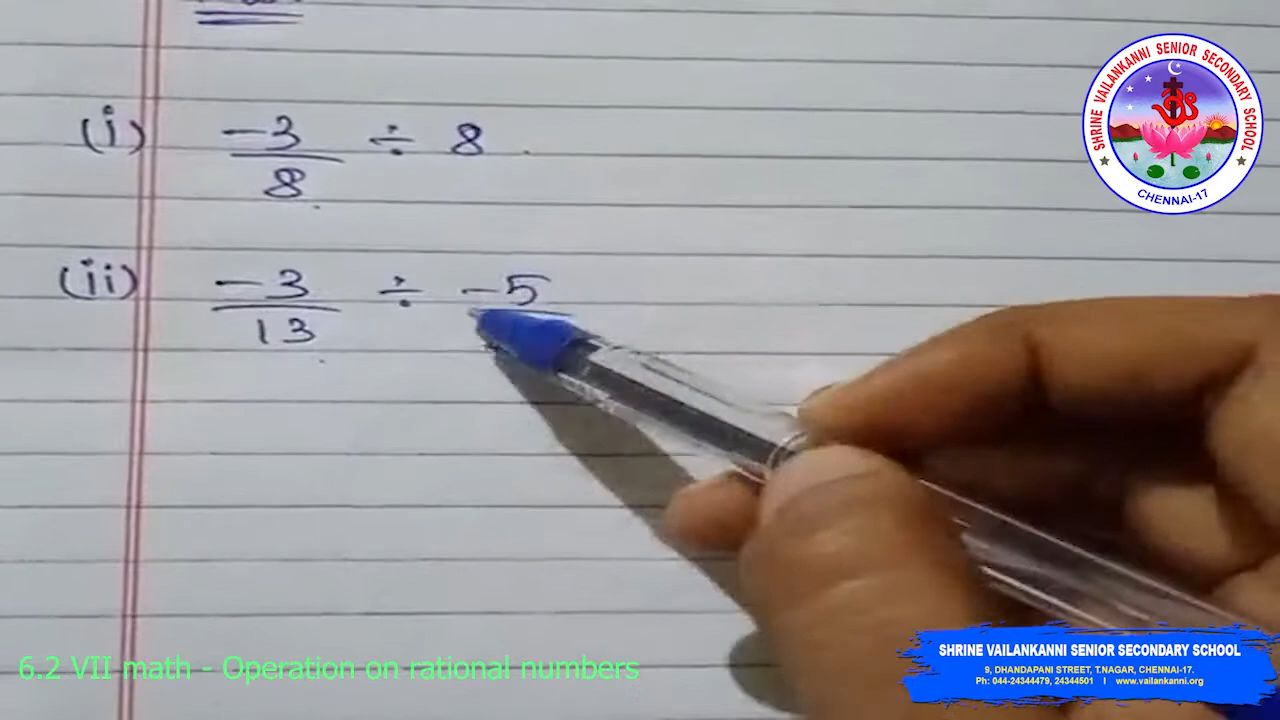 (i) -3/8 ÷ 8
(ii) -3/13 ÷ -5
SHRINE VAILANKANNI SENIOR SECONDARY SCHOOL
CHENNAI-17
6.2 VII math - Operation on rational numbers
SHRINE VAILANKANNI SENIOR SECONDARY SCHOOL
9. DHANDAPANI STREET, T.NAGAR, CHENNAI-17.
Ph: 044-24344479, 24344501 I www.vailankanni.org